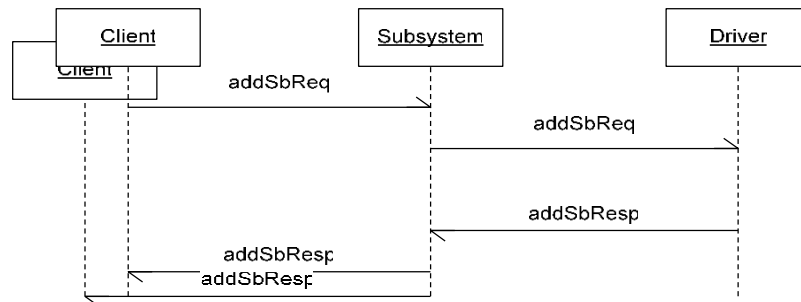 Client
Subsystem
Driver
Client
addSbReq
addSbReq
addSbResp
addSbResp
addSbResp